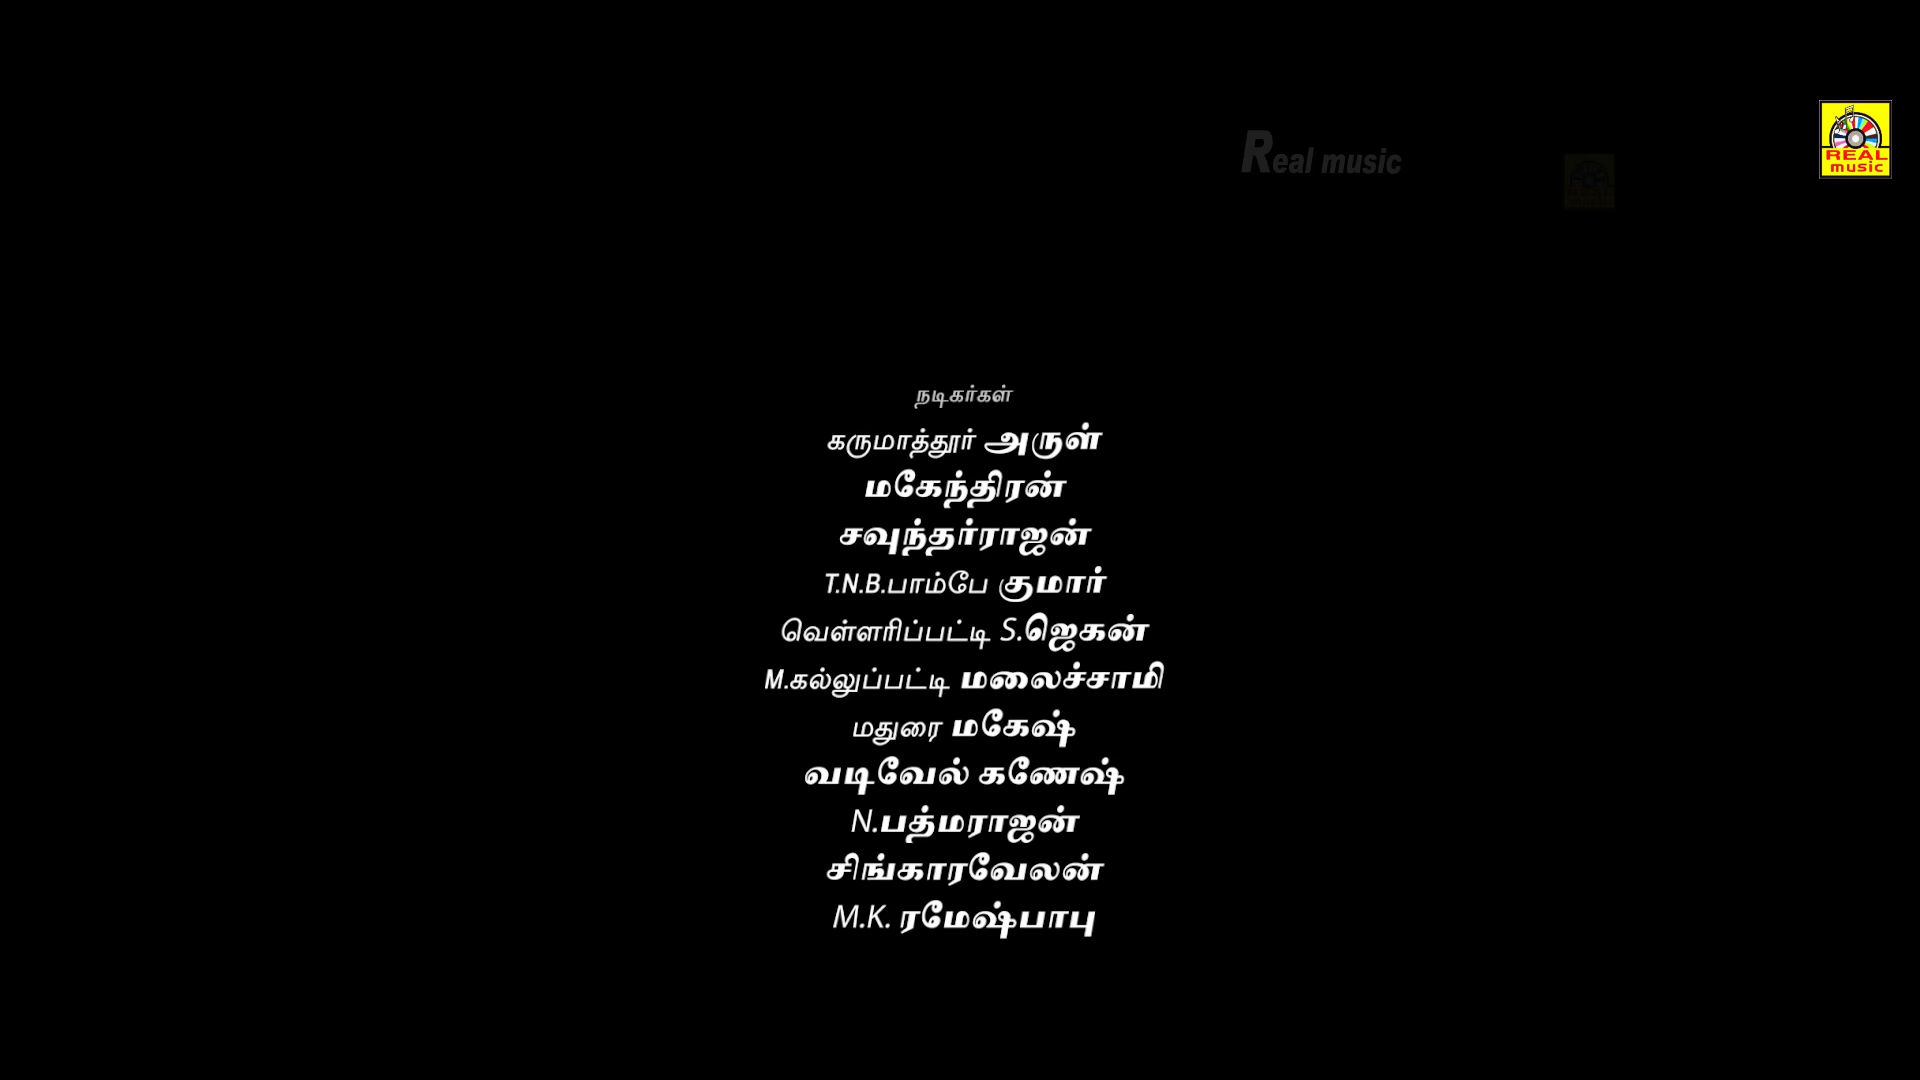 Real music
REAL
music
நடிகர்கள்
கருமாத்தூர் அருள்
மகேந்திரன்
சவுந்தர்ராஜன்
T.N.B.பாம்பே குமார்
வெள்ளரிப்பட்டி S.ஜெகன்
M.கல்லுப்பட்டி மலைச்சாமி
மதுரை மகேஷ்
வடிவேல் கணேஷ்
N.பத்மராஜன்
சிங்காரவேலன்
M.K. ரமேஷ்பாபு